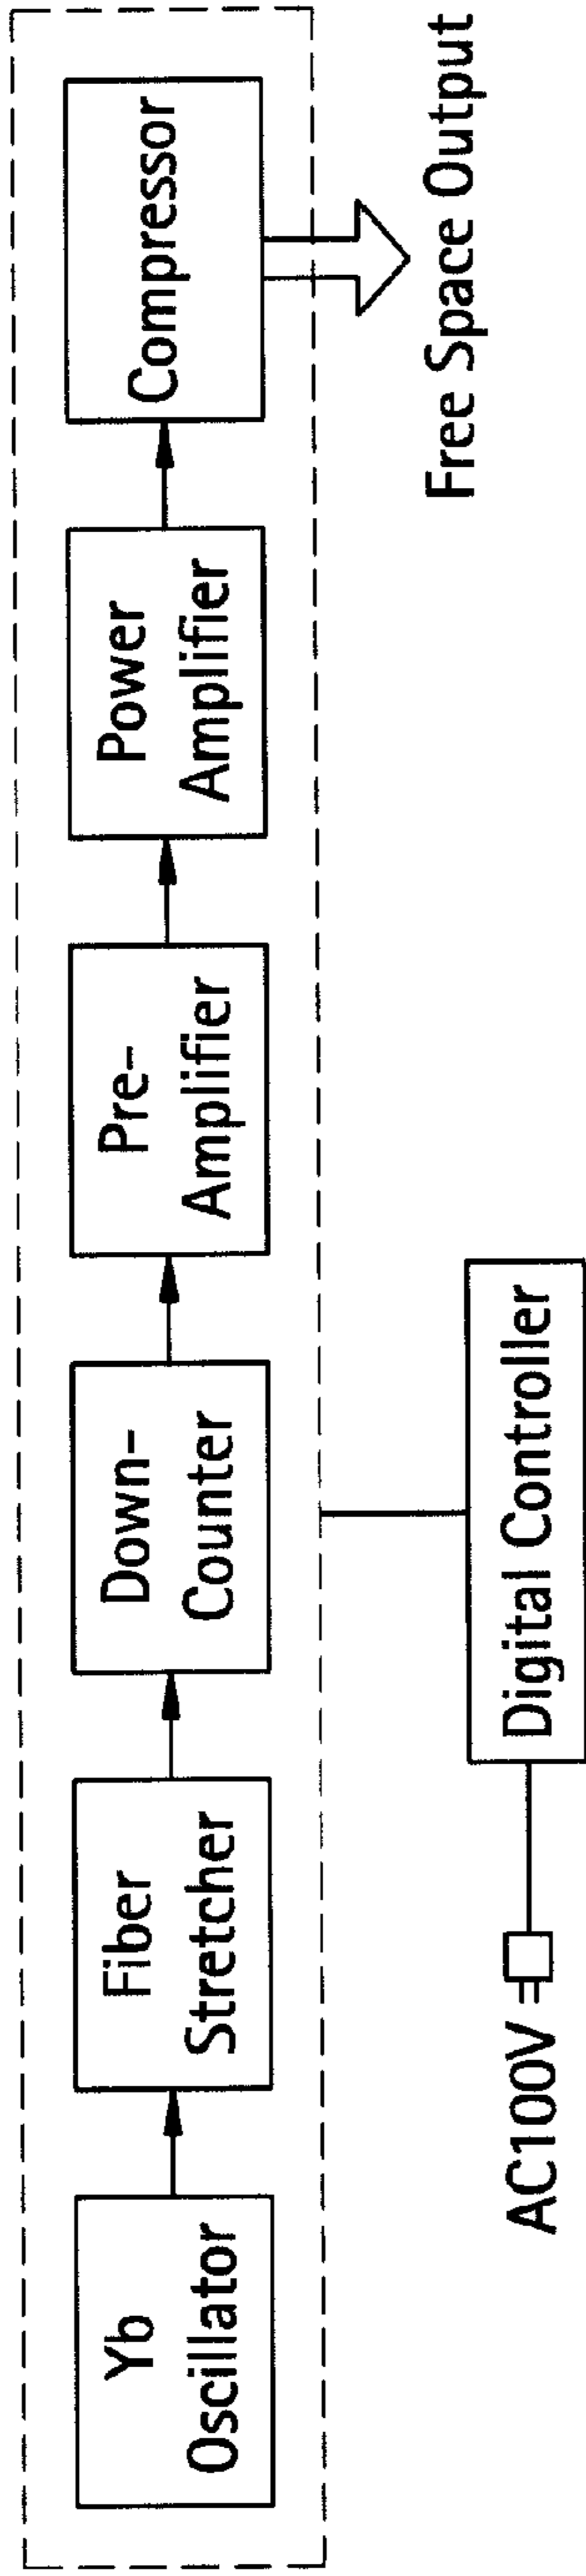 Yb
Oscillator
Fiber
Stretcher
Down-
Counter
Pre-
Amplifier
Power
Amplifier
Compressor
Free Space Output
AC100V
Digital Controller